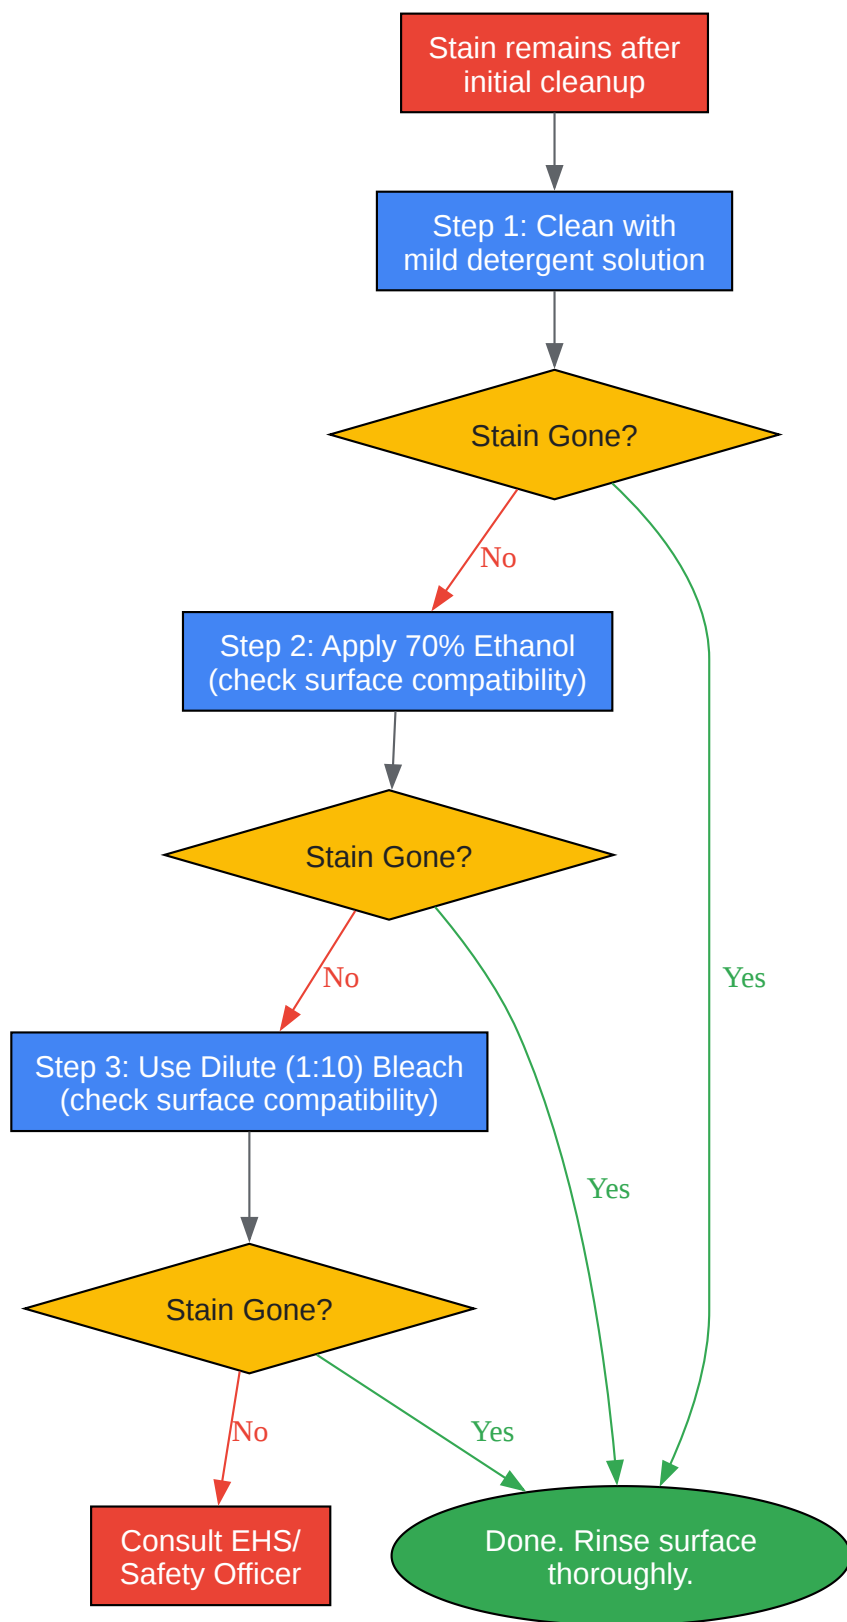 Stain remains after
initial cleanup
Step 1: Clean with
mild detergent solution
Stain Gone?
No
Step 2: Apply 70% Ethanol
(check surface compatibility)
Stain Gone?
Yes
No
Step 3: Use Dilute (1:10) Bleach
(check surface compatibility)
Yes
Stain Gone?
No
Yes
Consult EHS/
Safety Officer
Done. Rinse surface
thoroughly.